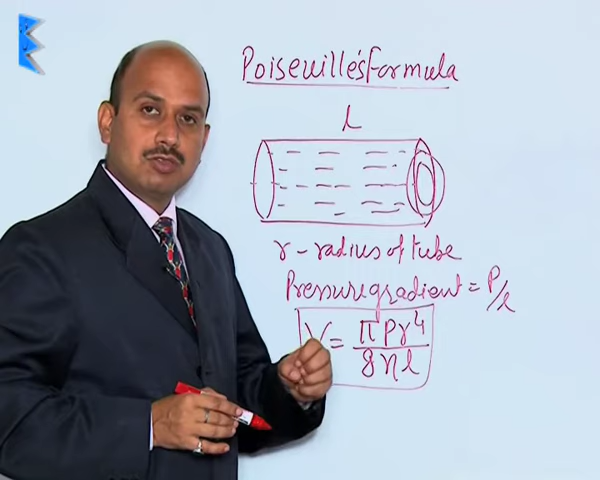 Poiseuille's Formula
l
r - radius of tube
Pressure gradient = P/l
V = πPr⁴/8ηl